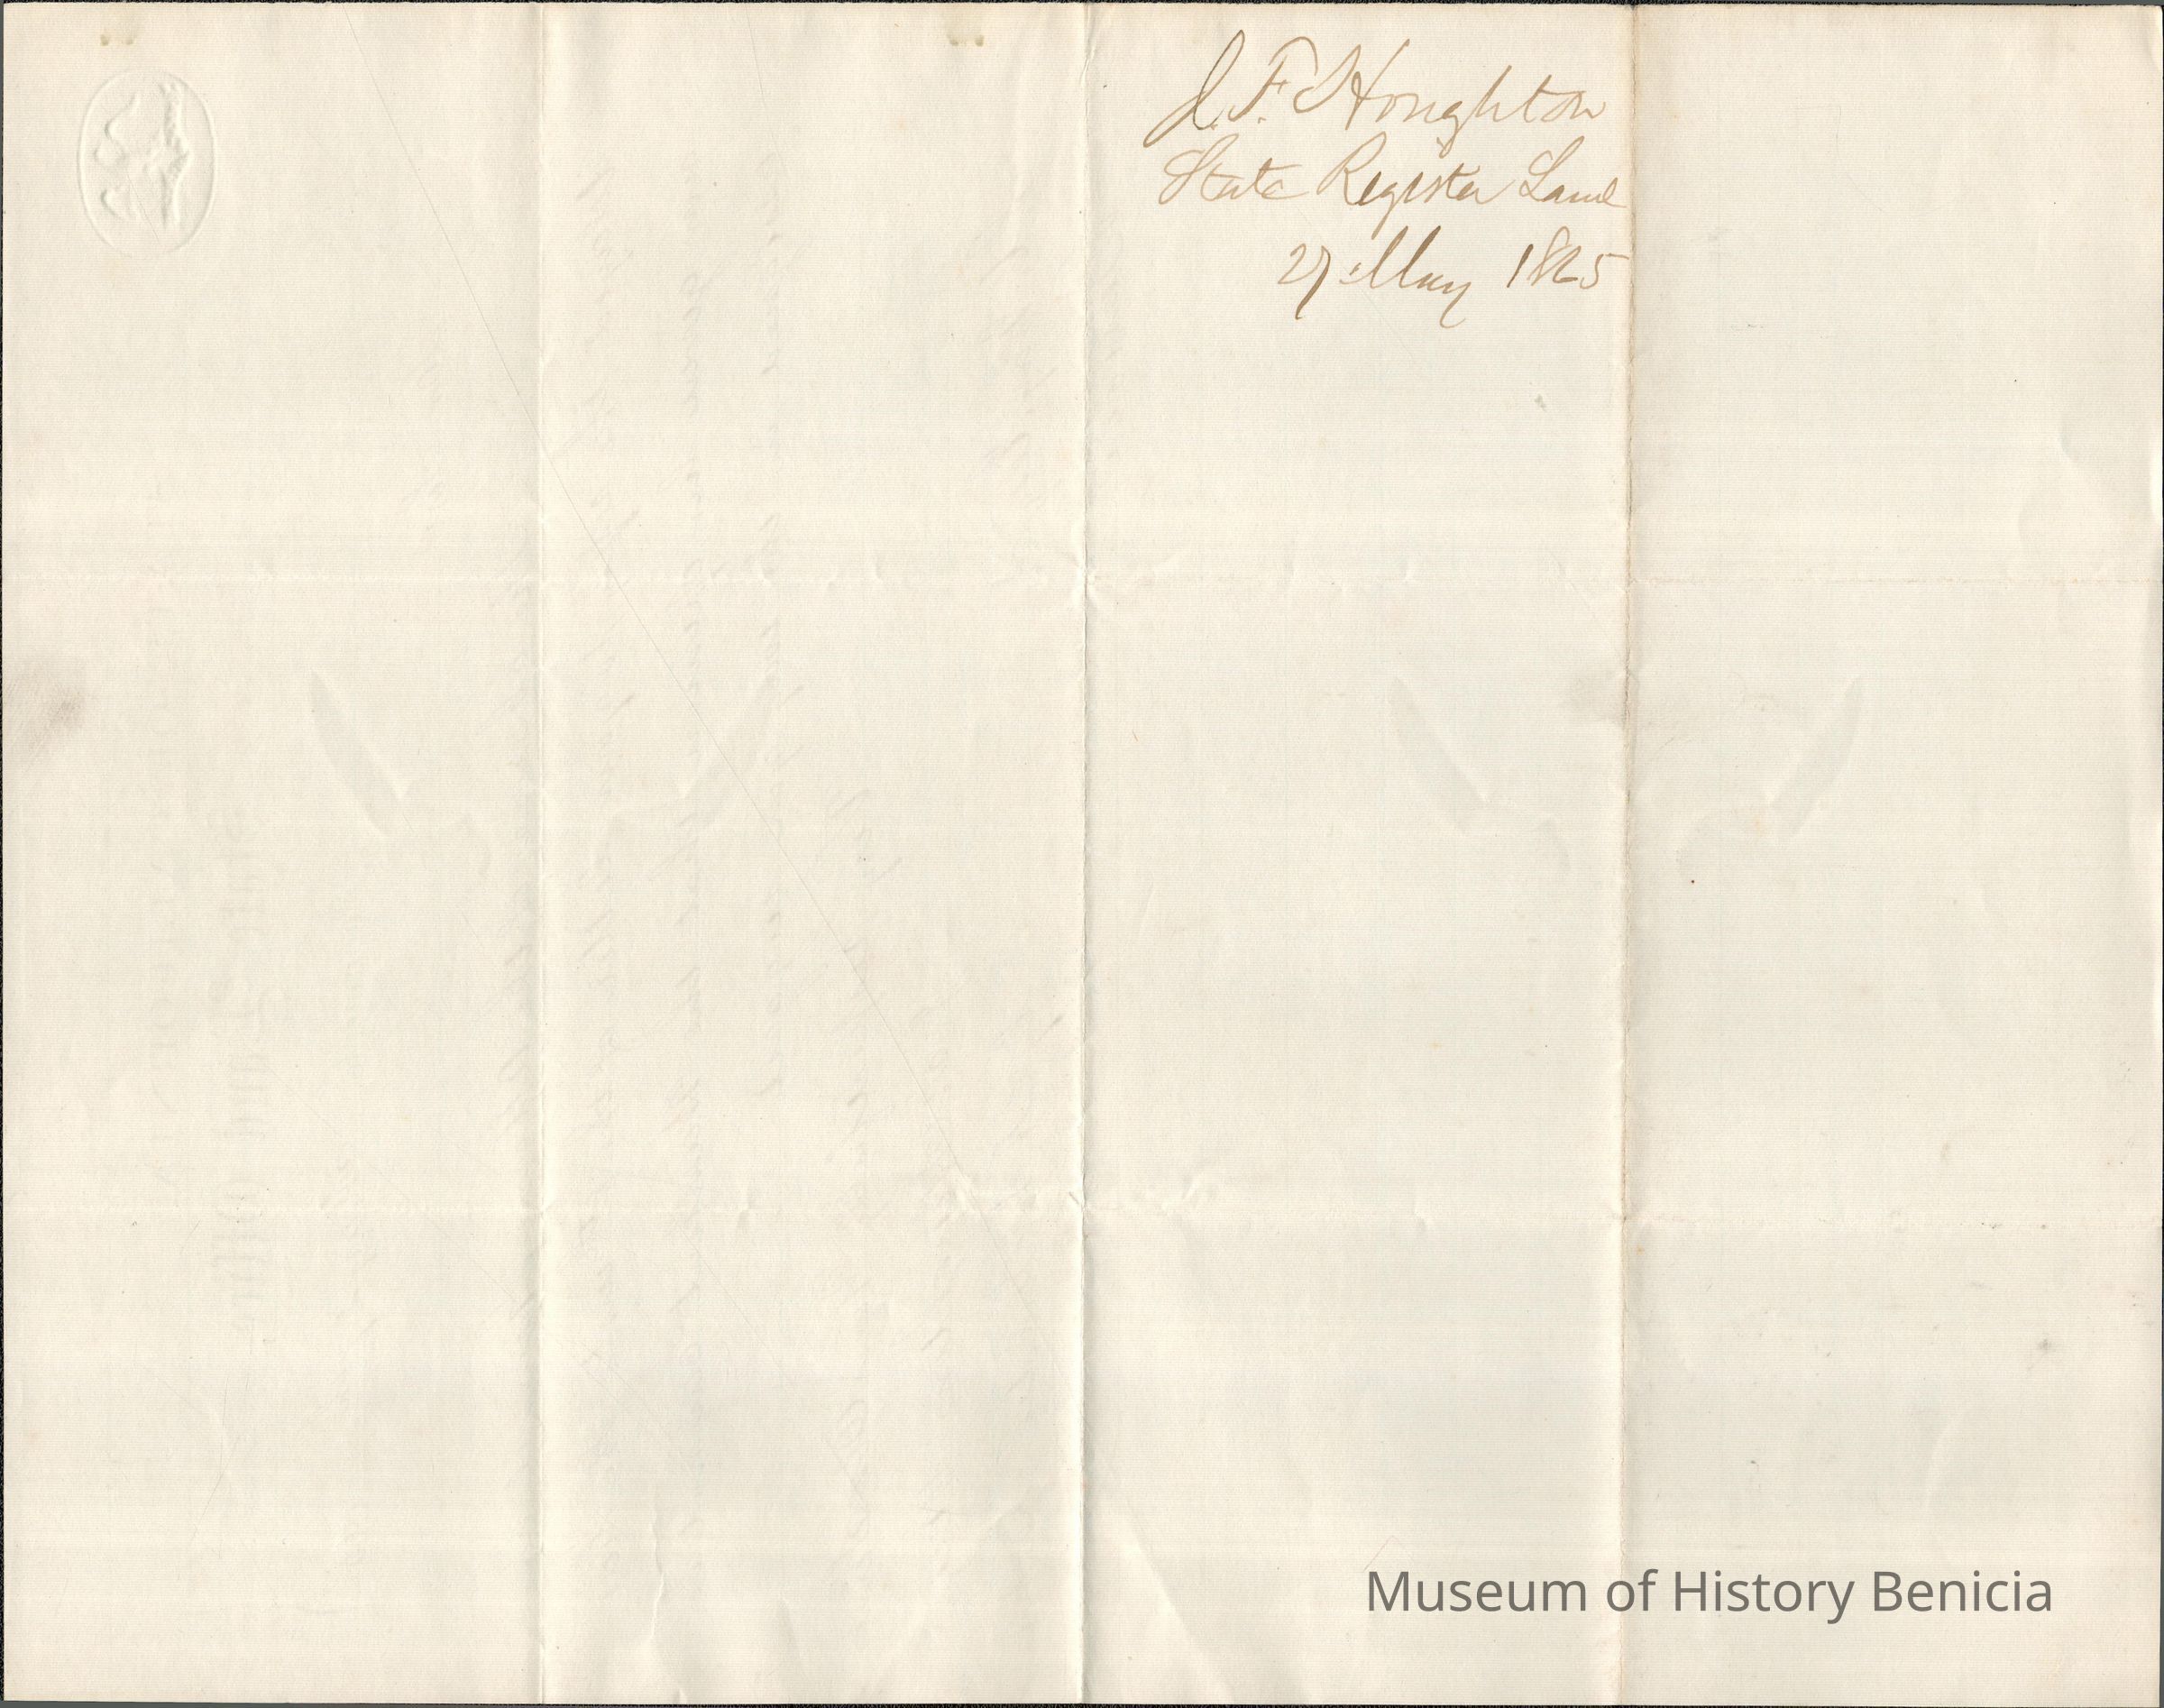 J. F. Houghton
State Register Land
27 May 1865
Museum of History Benicia